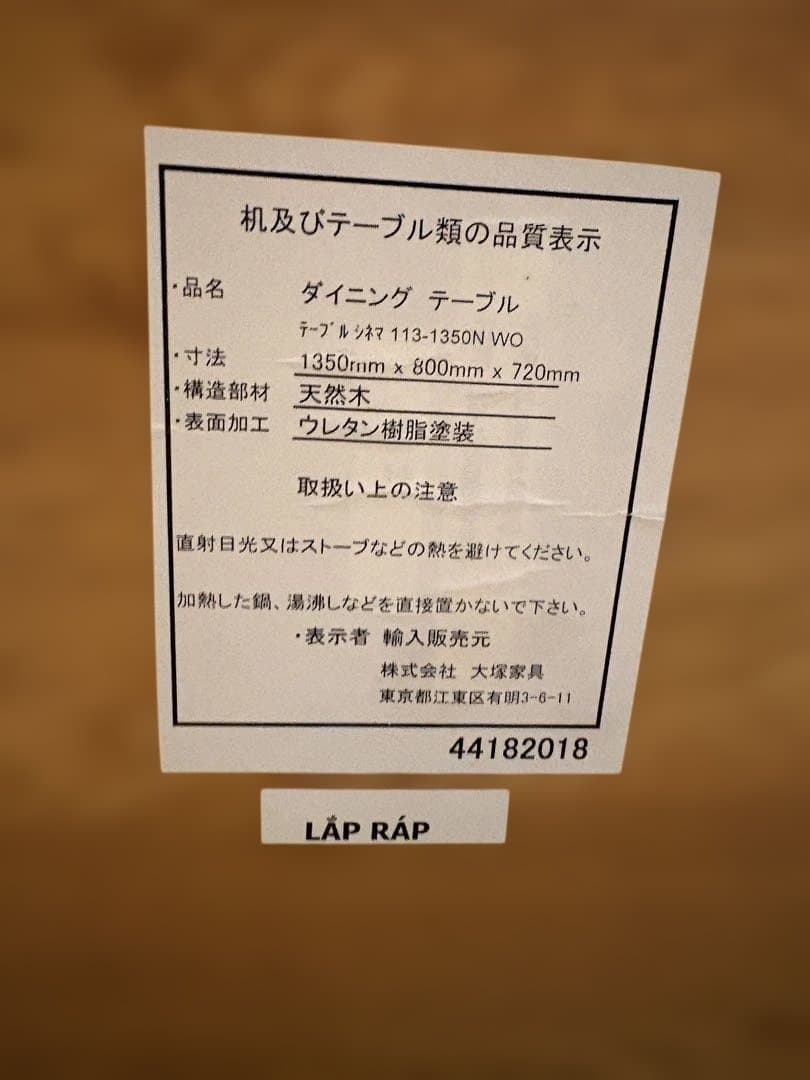 机及びテーブル類の品質表示
・品名 ダイニング テーブル
ﾃｰﾌﾞﾙ ｼﾈﾏ 113-1350N WO
・寸法 1350mm x 800mm x 720mm
・構造部材 天然木
・表面加工 ウレタン樹脂塗装
取扱い上の注意
直射日光又はストーブなどの熱を避けてください。
加熱した鍋、湯沸しなどを直接置かないで下さい。
・表示者 輸入販売元
株式会社 大塚家具
東京都江東区有明3-6-11
44182018
LẮP RÁP